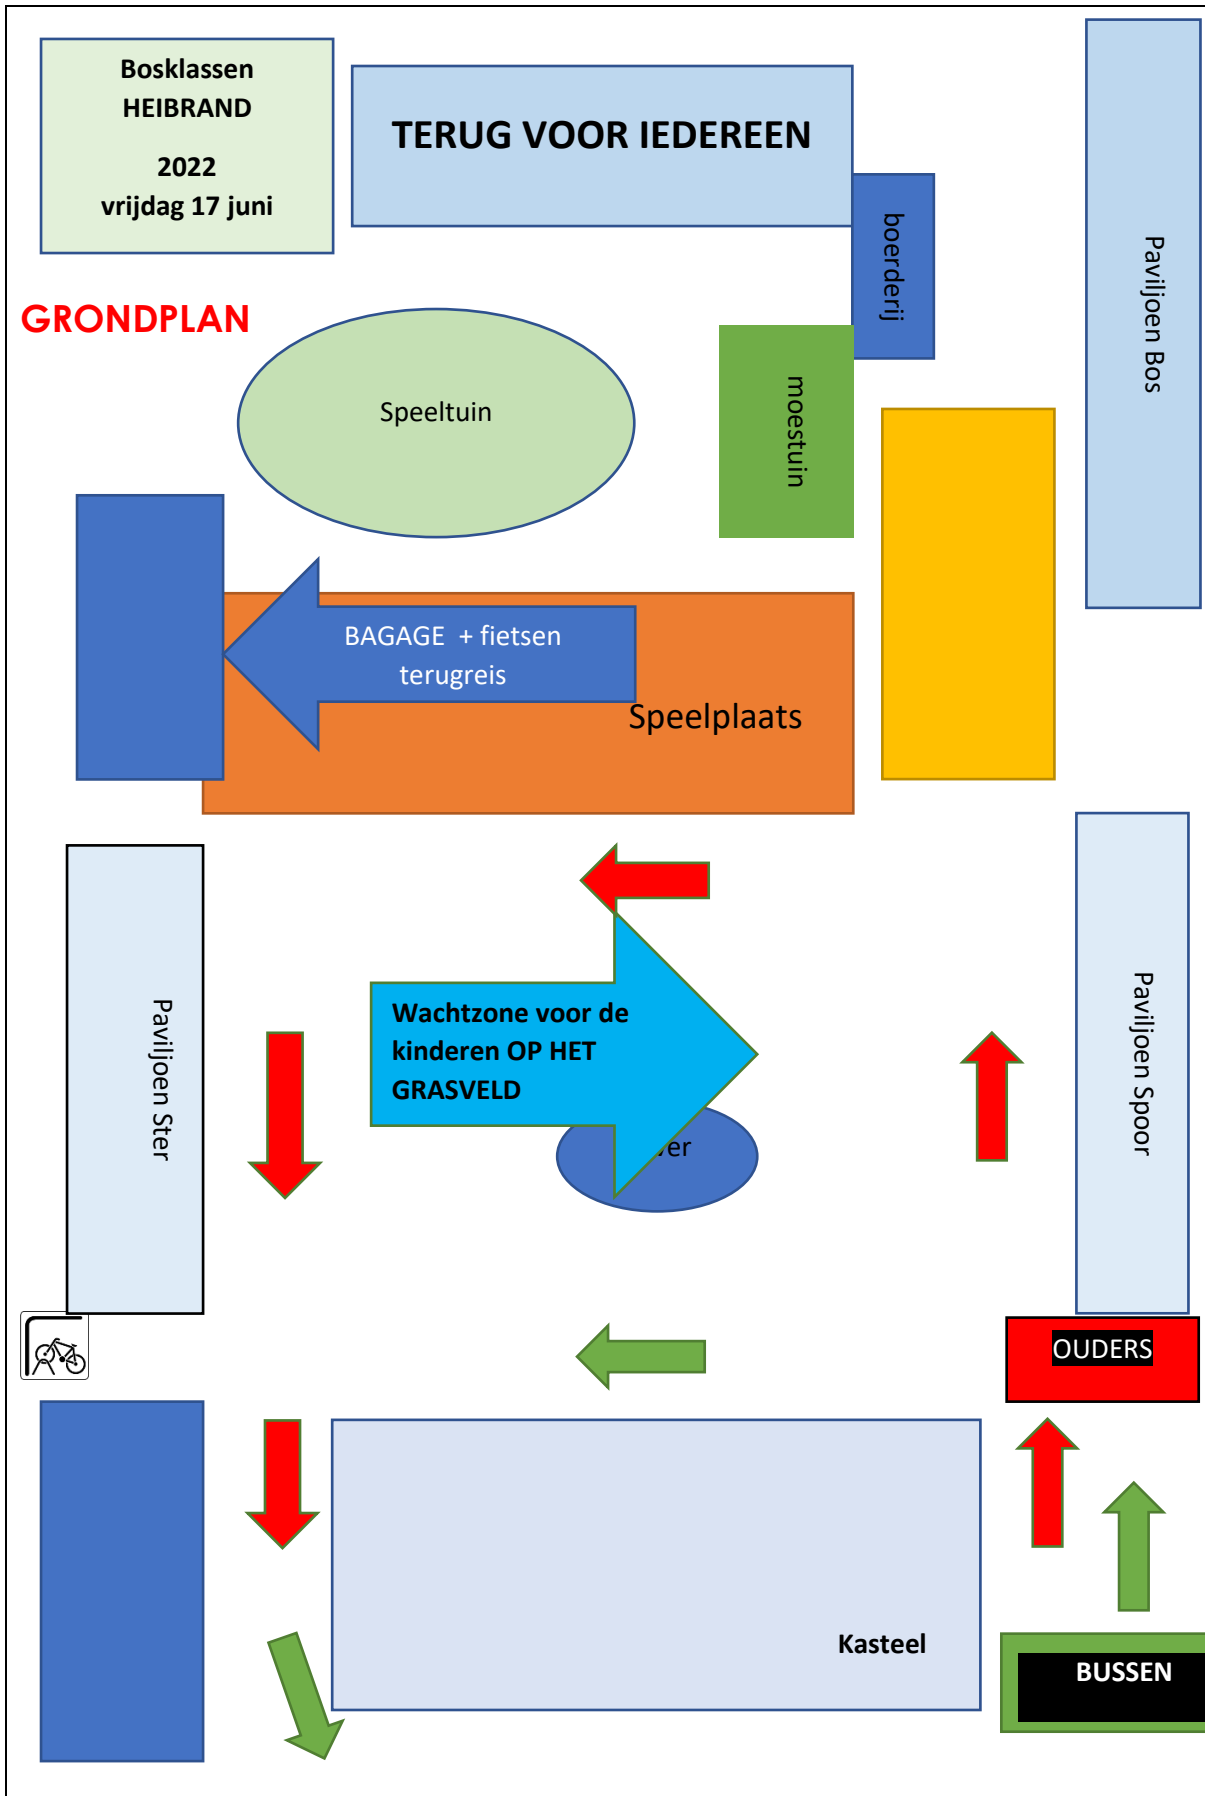 Bosklassen
HEIBRAND
2022
vrijdag 17 juni
TERUG VOOR IEDEREEN
boerderij
Paviljoen Bos
GRONDPLAN
Speeltuin
moestuin
BAGAGE + fietsen
terugreis
Speelplaats
Paviljoen Ster
Wachtzone voor de
kinderen OP HET
GRASVELD
Paviljoen Spoor
OUDERS
Kasteel
BUSSEN